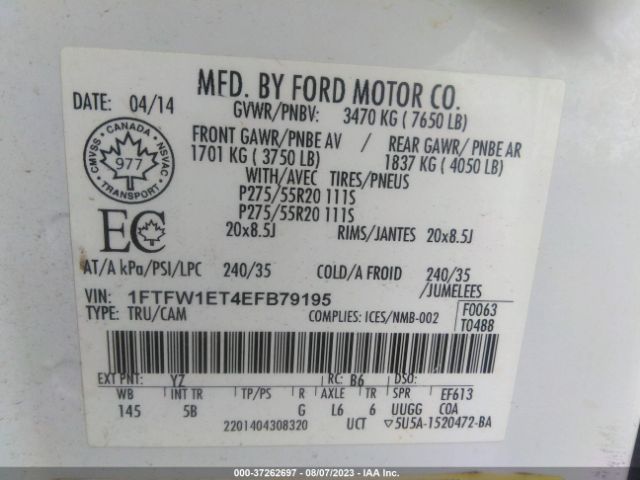 MFD. BY FORD MOTOR CO.
DATE: 04/14
GVWR/PNBV: 3470 KG ( 7650 LB)
FRONT GAWR/PNBE AV
1701 KG ( 3750 LB)
/
REAR GAWR/ PNBE AR
1837 KG ( 4050 LB)
CANADA
CMVSS
NSVAC
977
TRANSPORT
WITH/AVEC TIRES/PNEUS
P275/55R20 111S
P275/55R20 111S
EC
20x8.5J RIMS/JANTES 20x8.5J
AT/A kPa/PSI/LPC 240/35 COLD/A FROID 240/35
/JUMELEES
VIN: 1FTFW1ET4EFB79195
F0063
TYPE: TRU/CAM COMPLIES: ICES/NMB-002 T0488
EXT PNT: YZ RC: B6 DSO:
WB INT TR TP/PS R AXLE TR SPR EF613
145 5B G L6 6 UUGG COA
2201404308320 UCT ▽5U5A-1520472-BA
000-37262697 - 08/07/2023 - IAA Inc.